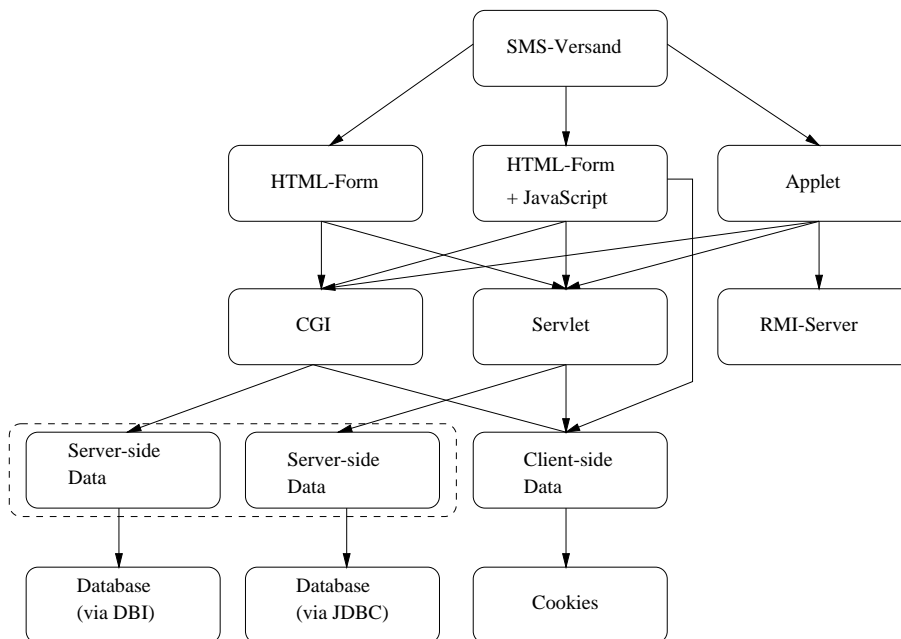 SMS-Versand
HTML-Form
HTML-Form
+ JavaScript
Applet
CGI
Servlet
RMI-Server
Server-side
Data
Server-side
Data
Client-side
Data
Database
(via DBI)
Database
(via JDBC)
Cookies